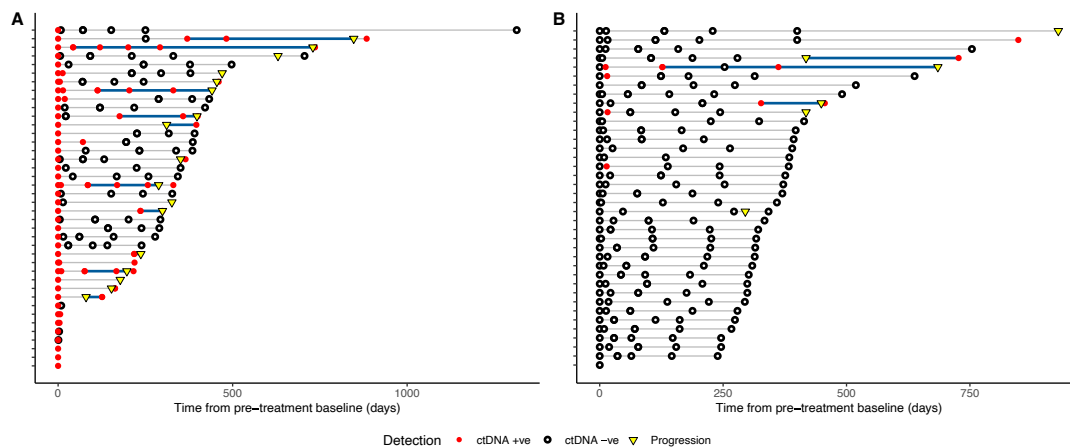 A
B
0
500
1000
0
250
500
750
Time from pre−treatment baseline (days)
Time from pre−treatment baseline (days)
Detection ctDNA +ve ctDNA −ve Progression